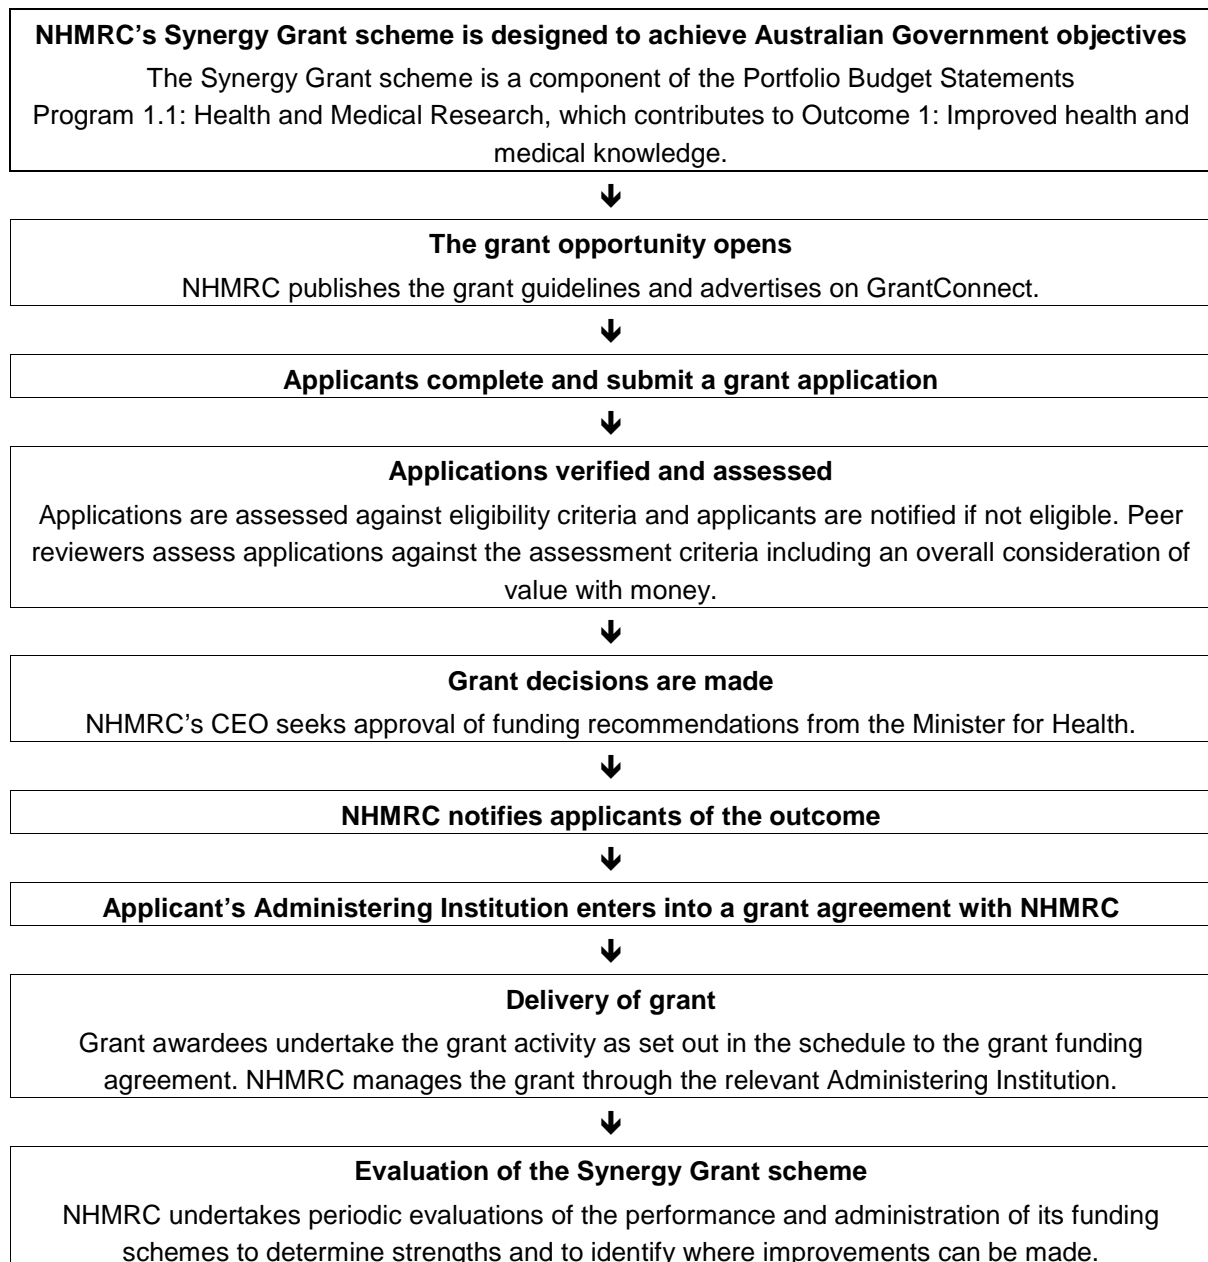 NHMRC's Synergy Grant scheme is designed to achieve Australian Government objectives
The Synergy Grant scheme is a component of the Portfolio Budget Statements
Program 1.1: Health and Medical Research, which contributes to Outcome 1: Improved health and
medical knowledge.
The grant opportunity opens
NHMRC publishes the grant guidelines and advertises on GrantConnect.
Applicants complete and submit a grant application
Applications verified and assessed
Applications are assessed against eligibility criteria and applicants are notified if not eligible. Peer
reviewers assess applications against the assessment criteria including an overall consideration of
value with money.
Grant decisions are made
NHMRC's CEO seeks approval of funding recommendations from the Minister for Health.
NHMRC notifies applicants of the outcome
Applicant's Administering Institution enters into a grant agreement with NHMRC
Delivery of grant
Grant awardees undertake the grant activity as set out in the schedule to the grant funding
agreement. NHMRC manages the grant through the relevant Administering Institution.
Evaluation of the Synergy Grant scheme
NHMRC undertakes periodic evaluations of the performance and administration of its funding
schemes to determine strengths and to identify where improvements can be made.